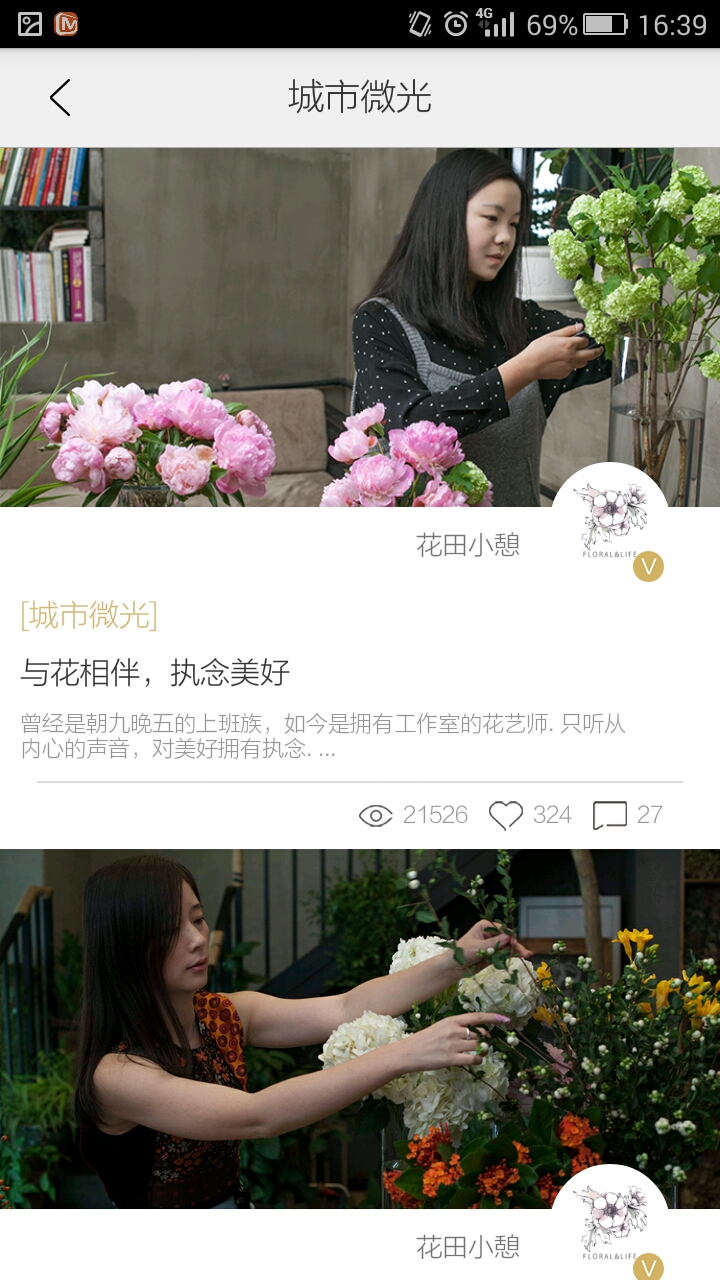 4G
69%
16:39
城市微光
花田小憩
FLORAL&LIFE
V
[城市微光]
与花相伴，执念美好
曾经是朝九晚五的上班族，如今是拥有工作室的花艺师. 只听从
内心的声音，对美好拥有执念. ...
21526
324
27
花田小憩
FLORAL&LIFE
V